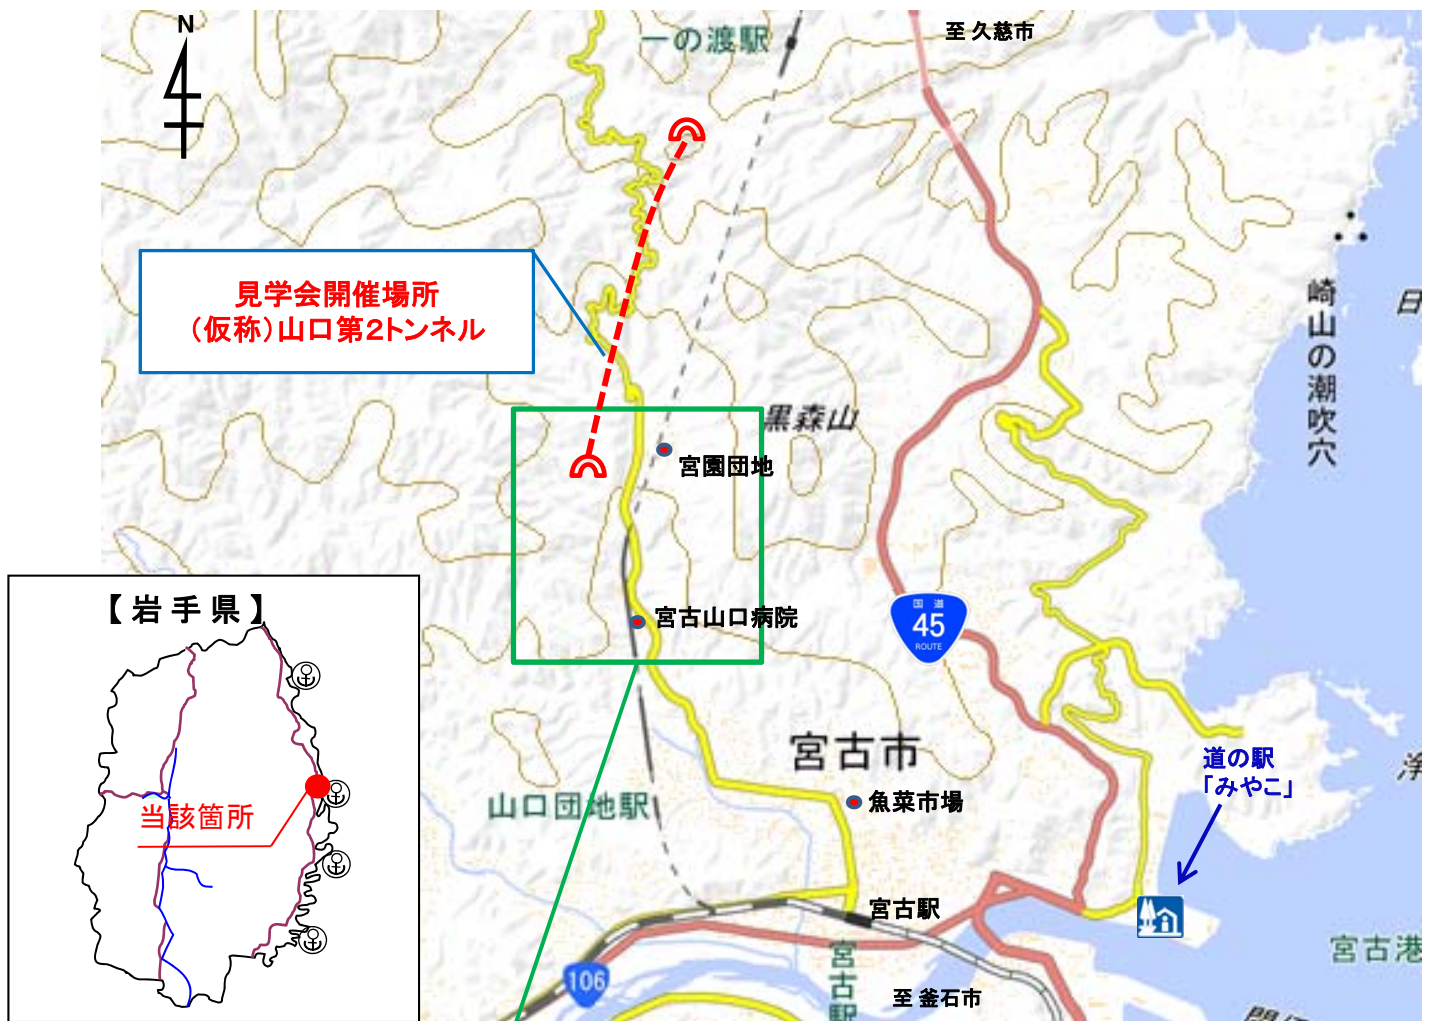 N
一の渡駅
至 久慈市
見学会開催場所
（仮称）山口第2トンネル
崎山の潮吹穴
日
黒森山
宮園団地
宮古山口病院
国道
45
ROUTE
【 岩 手 県 】
当該箇所
宮古市
山口団地駅
魚菜市場
道の駅
「みやこ」
浄
宮古駅
宮古駅
宮古港
106
至 釜石市